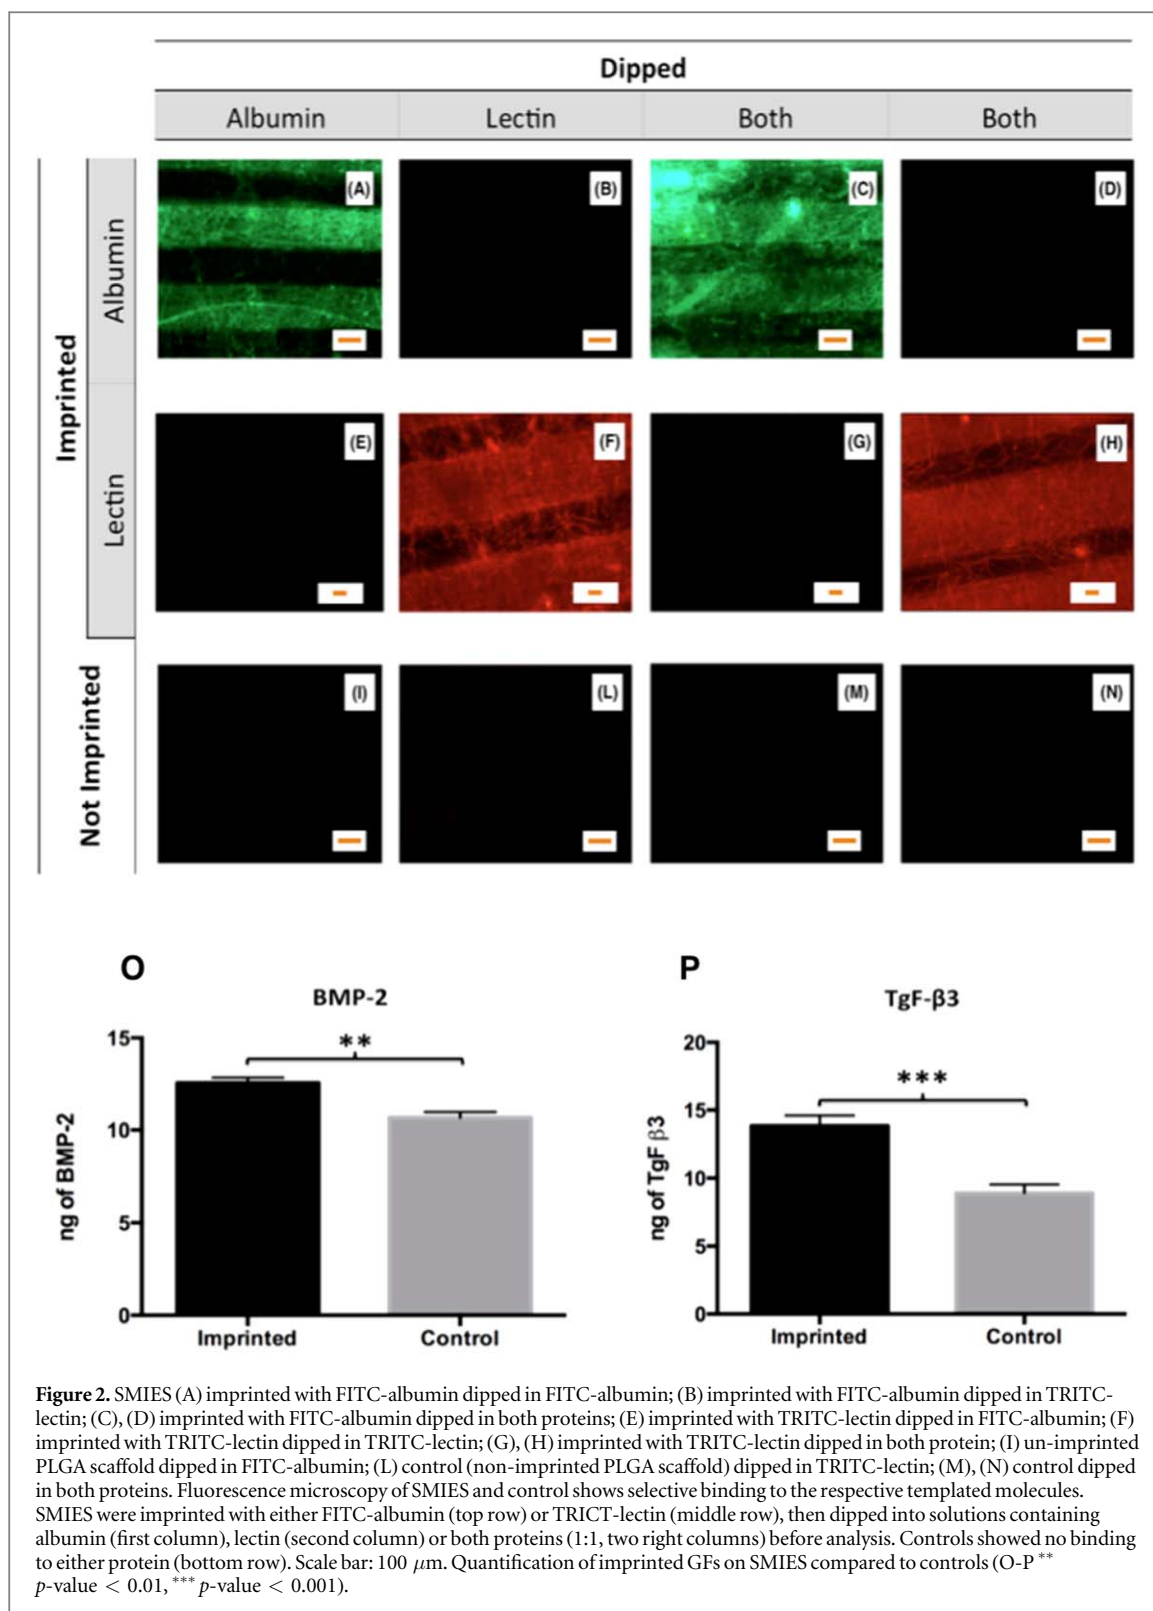 Dipped
Albumin Lectin Both Both
Imprinted
Albumin
(A) (B) (C) (D)
Lectin
(E) (F) (G) (H)
Not Imprinted
(I) (L) (M) (N)
O
BMP-2
ng of BMP-2
15
10
5
0
**
Imprinted Control
P
TgF-β3
ng of TgF β3
20
15
10
5
0
***
Imprinted Control
Figure 2. SMIES (A) imprinted with FITC-albumin dipped in FITC-albumin; (B) imprinted with FITC-albumin dipped in TRITC-
lectin; (C), (D) imprinted with FITC-albumin dipped in both proteins; (E) imprinted with TRITC-lectin dipped in FITC-albumin; (F)
imprinted with TRITC-lectin dipped in TRITC-lectin; (G), (H) imprinted with TRITC-lectin dipped in both protein; (I) un-imprinted
PLGA scaffold dipped in FITC-albumin; (L) control (non-imprinted PLGA scaffold) dipped in TRITC-lectin; (M), (N) control dipped
in both proteins. Fluorescence microscopy of SMIES and control shows selective binding to the respective templated molecules.
SMIES were imprinted with either FITC-albumin (top row) or TRICT-lectin (middle row), then dipped into solutions containing
albumin (first column), lectin (second column) or both proteins (1:1, two right columns) before analysis. Controls showed no binding
to either protein (bottom row). Scale bar: 100 μm. Quantification of imprinted GFs on SMIES compared to controls (O-P **
p-value < 0.01, *** p-value < 0.001).